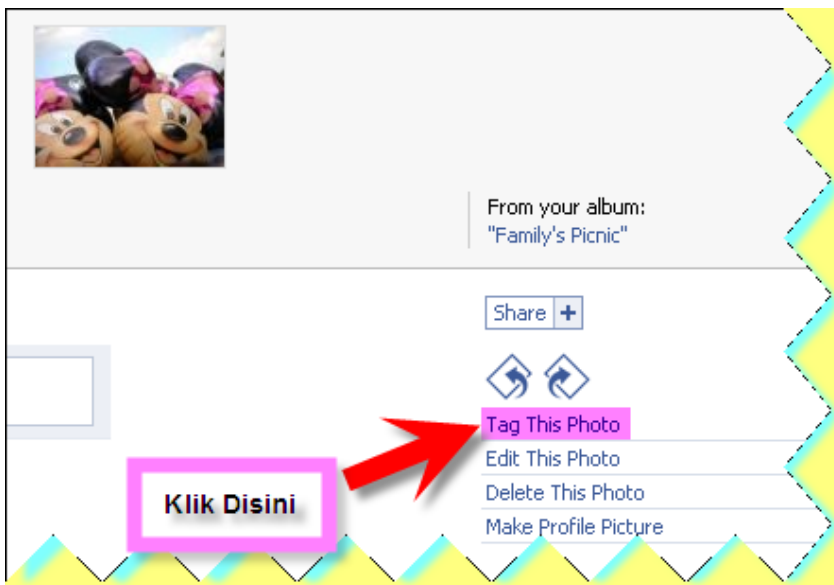 From your album:
"Family's Picnic"
Share +
Tag This Photo
Edit This Photo
Klik Disini
Delete This Photo
Make Profile Picture